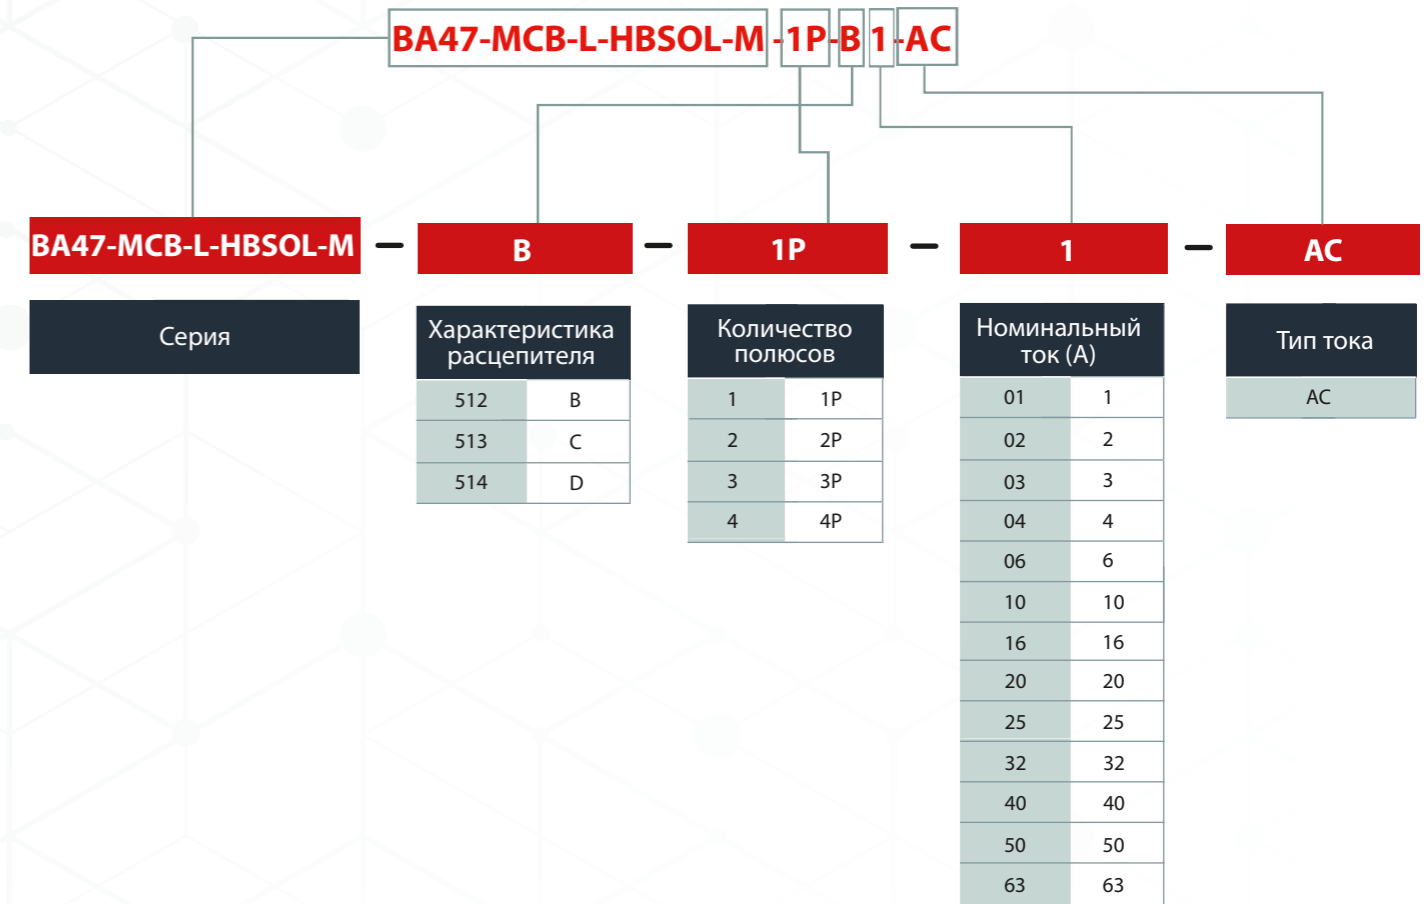 BA47-MCB-L-HBSOL-M-1P-B 1-AC
BA47-MCB-L-HBSOL-M – B – 1P – 1 – AC
Серия
Характеристика
расцепителя
512 B
513 C
514 D
Количество
полюсов
1 1P
2 2P
3 3P
4 4P
Номинальный
ток (А)
01 1
02 2
03 3
04 4
06 6
10 10
16 16
20 20
25 25
32 32
40 40
50 50
63 63
Тип тока
AC